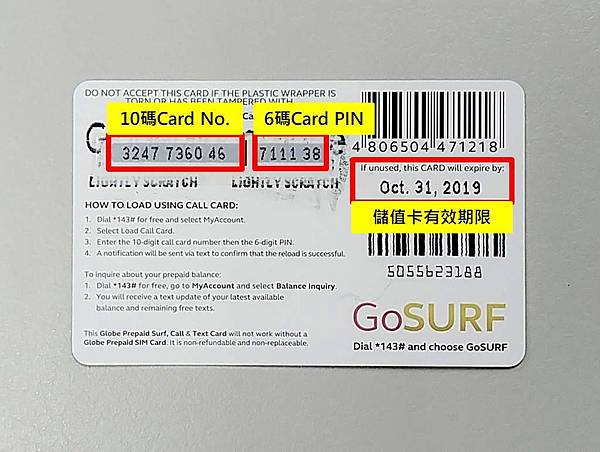 DO NOT ACCEPT THIS CARD IF THE PLASTIC WRAPPER IS
TORN OR HAS BEEN TAMPERED WITH
10碼Card No.
6碼Card PIN
3247 7360 46
7111 38
LIGHTLY SCRATCH
LIGHTLY SCRATCH
HOW TO LOAD USING CALL CARD:
1. Dial *143# for free and select MyAccount.
2. Select Load Call Card.
3. Enter the 10-digit call card number then the 6-digit PIN.
4. A notification will be sent via text to confirm that the reload is successful.
To inquire about your prepaid balance:
1. Dial *143# for free, go to MyAccount and select Balance Inquiry.
2. You will receive a text update of your latest available
balance and remaining free texts.
This Globe Prepaid Surf, Call & Text Card will not work without a
Globe Prepaid SIM Card. It is non-refundable and non-replaceable.
4 806504 471218
If unused, this CARD will expire by:
Oct. 31, 2019
儲值卡有效期限
5055623188
GoSURF
Dial *143# and choose GoSURF